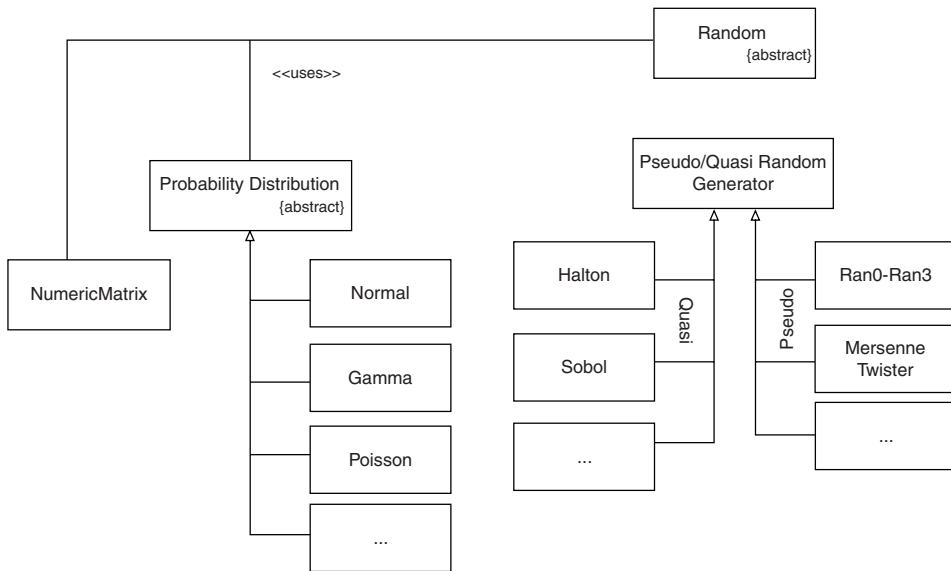 Random
{abstract}
<<uses>>
Probability Distribution
{abstract}
Pseudo/Quasi Random
Generator
NumericMatrix
Normal
Gamma
Poisson
...
Halton
Sobol
...
Quasi
Pseudo
Ran0-Ran3
Mersenne
Twister
...